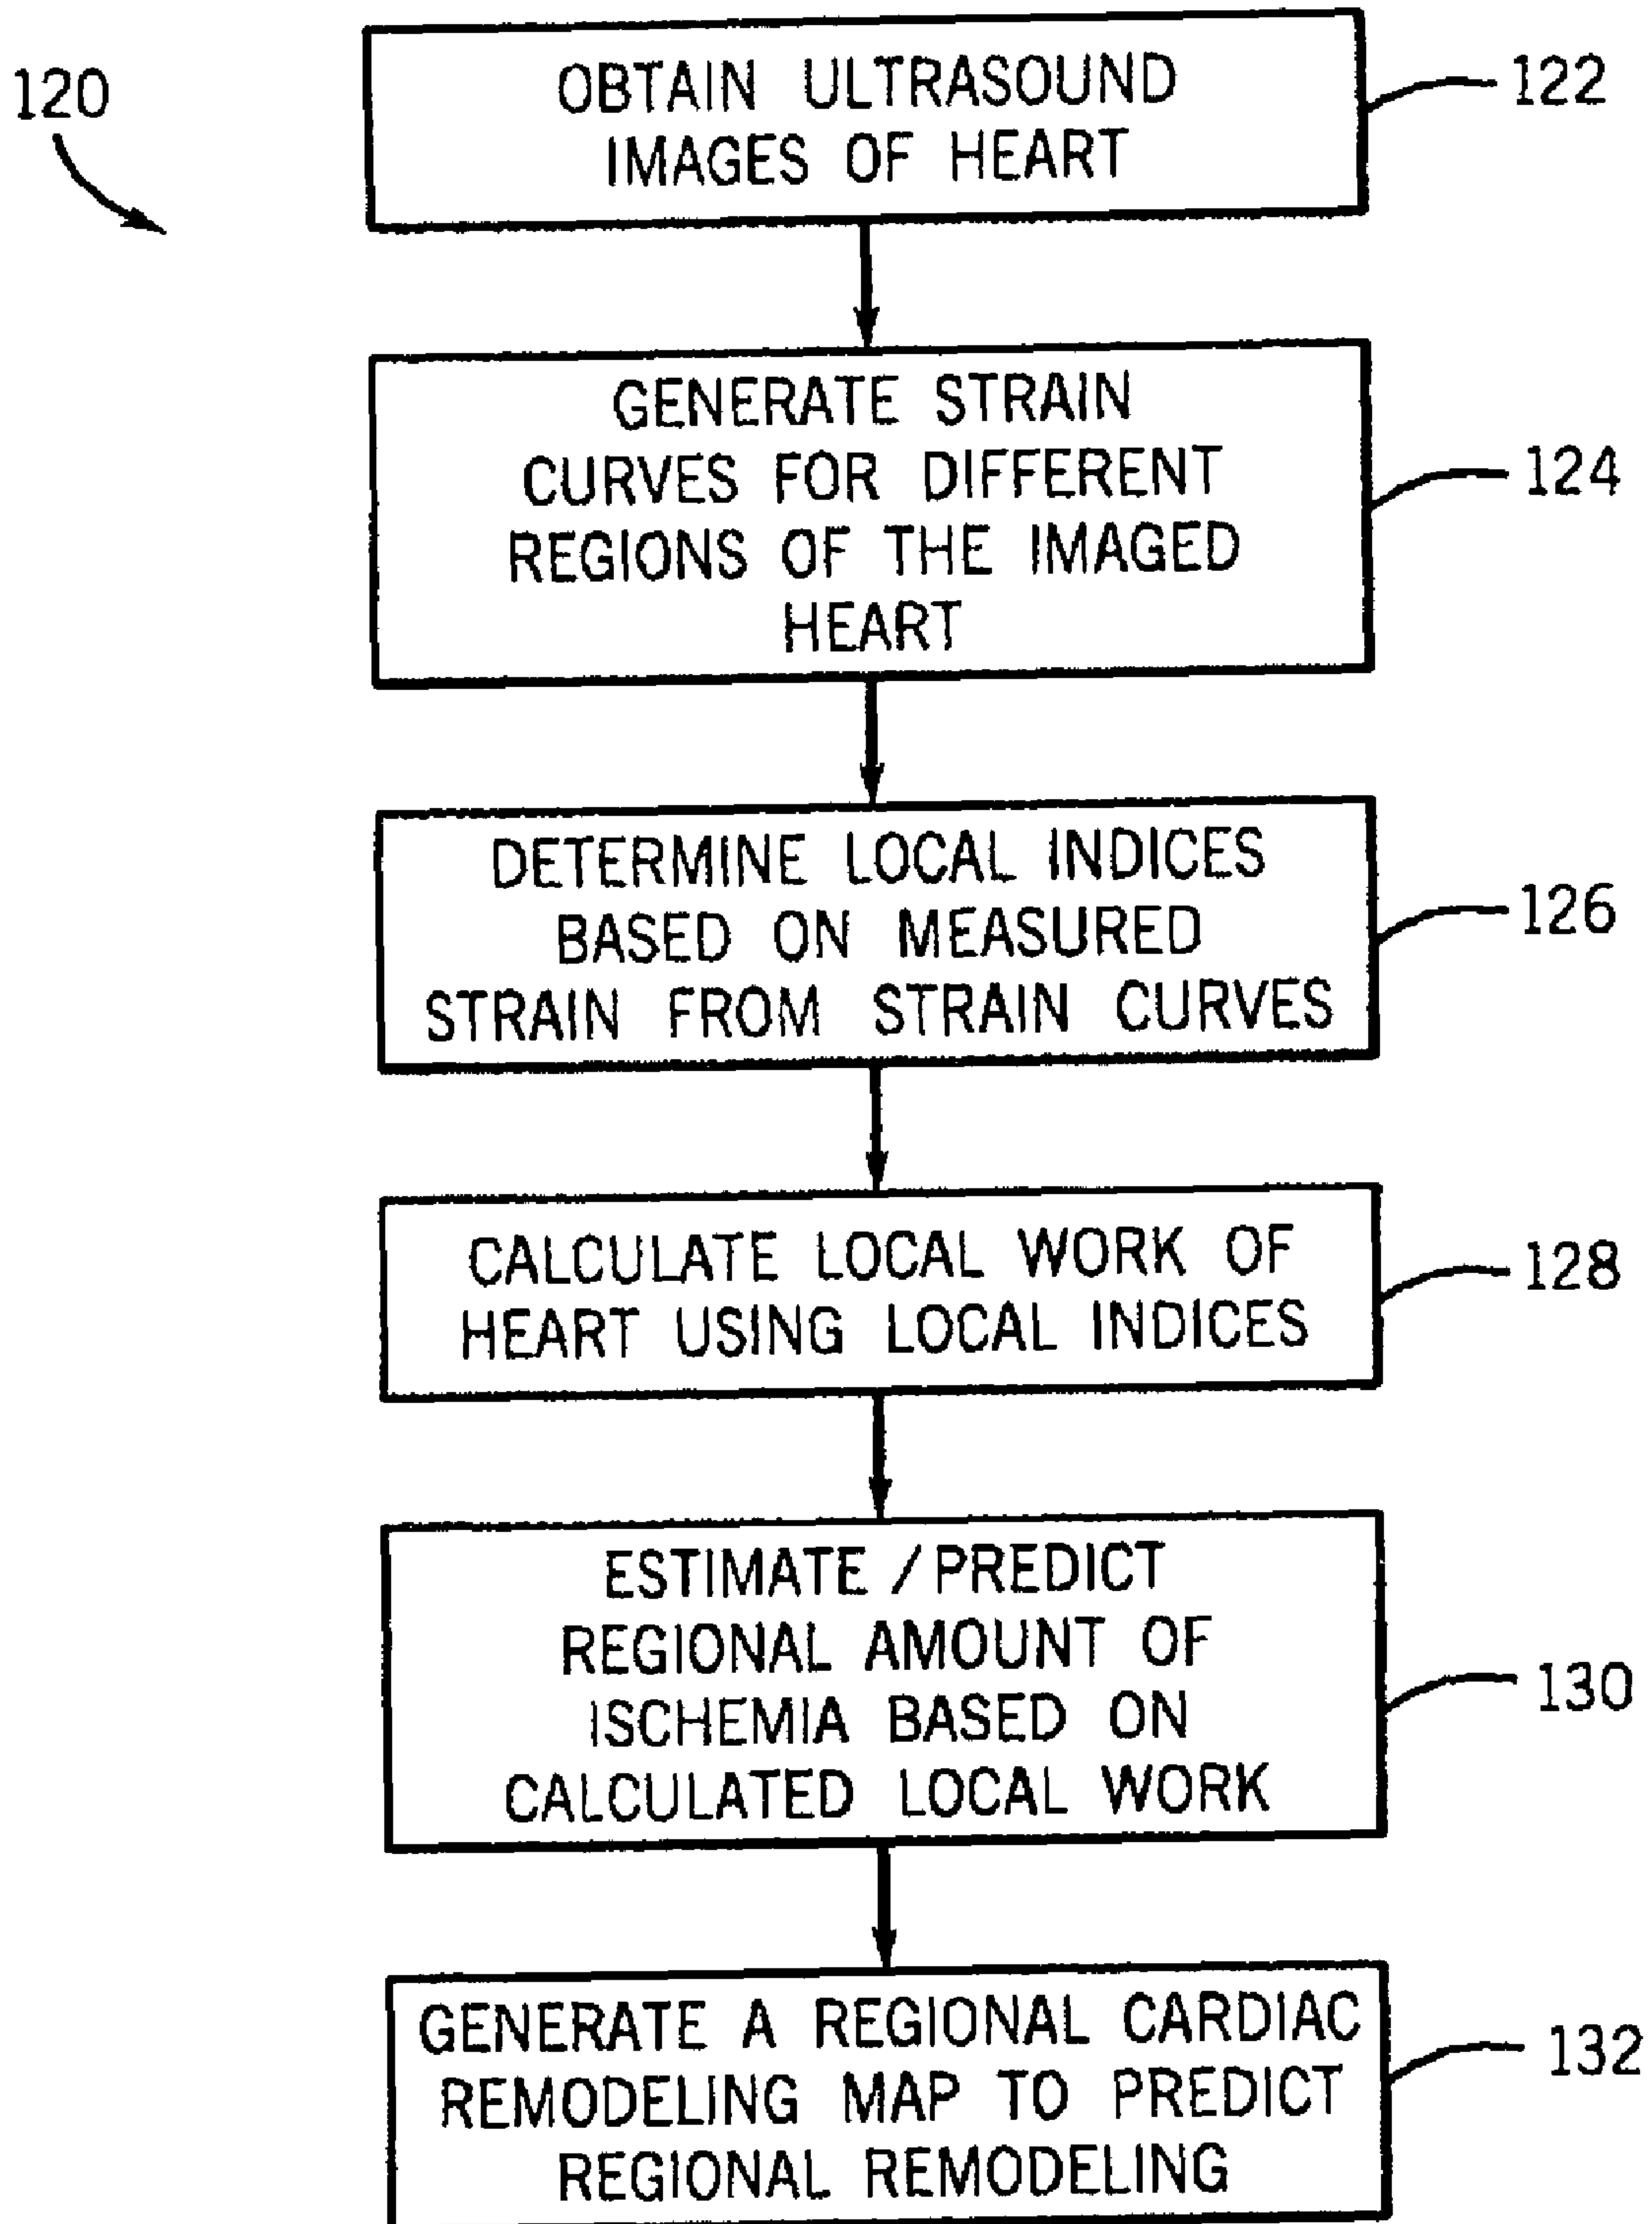 120
OBTAIN ULTRASOUND
IMAGES OF HEART
122
GENERATE STRAIN
CURVES FOR DIFFERENT
REGIONS OF THE IMAGED
HEART
124
DETERMINE LOCAL INDICES
BASED ON MEASURED
STRAIN FROM STRAIN CURVES
126
CALCULATE LOCAL WORK OF
HEART USING LOCAL INDICES
128
ESTIMATE / PREDICT
REGIONAL AMOUNT OF
ISCHEMIA BASED ON
CALCULATED LOCAL WORK
130
GENERATE A REGIONAL CARDIAC
REMODELING MAP TO PREDICT
REGIONAL REMODELING
132